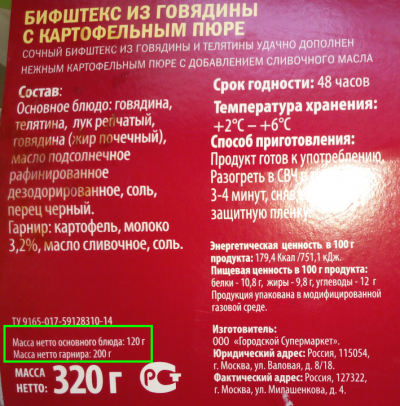 БИФШТЕКС ИЗ ГОВЯДИНЫ
С КАРТОФЕЛЬНЫМ ПЮРЕ
СОЧНЫЙ БИФШТЕКС ИЗ ГОВЯДИНЫ И ТЕЛЯТИНЫ УДАЧНО ДОПОЛНЕН
НЕЖНЫМ КАРТОФЕЛЬНЫМ ПЮРЕ С ДОБАВЛЕНИЕМ СЛИВОЧНОГО МАСЛА
Состав:
Основное блюдо: говядина,
телятина, лук репчатый,
говядина (жир почечный),
масло подсолнечное
рафинированное
дезодорированное, соль,
перец черный.
Гарнир: картофель, молоко
3,2%, масло сливочное, соль.
ТУ 9165-017-59128310-14
Масса нетто основного блюда: 120 г
Масса нетто гарнира: 200 г
МАССА
НЕТТО: 320 г
РСТ
Срок годности: 48 часов
Температура хранения:
+2°С – +6°С
Способ приготовления:
Продукт готов к употреблению.
Разогреть в СВЧ в
3-4 минут, сняв
защитную пленку.
Энергетическая ценность в 100 г
продукта: 179,4 Ккал /751,1 кДж.
Пищевая ценность в 100 г продукта:
белки - 10,8 г, жиры - 9,8 г, углеводы - 12 г
Продукция упакована в модифицированной
газовой среде.
Изготовитель:
ООО «Городской Супермаркет».
Юридический адрес: Россия, 115054,
г. Москва, ул. Валовая, д. 8/18.
Фактический адрес: Россия, 127322,
г. Москва, ул.